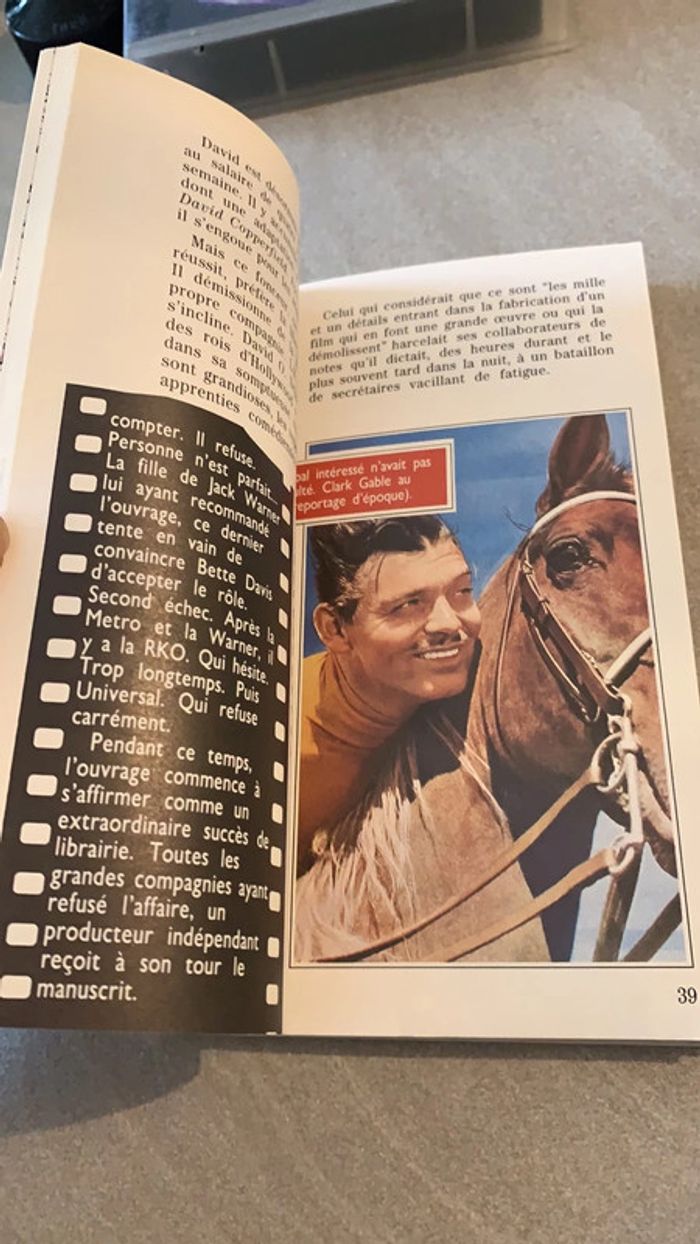 David est
au salaire de
semaine. Il y
dont une
David Copperfield
il s'engoue pour
Mais ce
réussit, préfère
Il démissionne de
propre compagnie
s'incline. David O.
des rois d'Hollywood
dans sa somptueuse
sont grandioses, les
apprenties
compter. Il refuse.
Personne n'est parfait...
La fille de Jack Warner
lui ayant recommandé
l'ouvrage, ce dernier
tente en vain de
convaincre Bette Davis
d'accepter le rôle.
Second échec. Après la
Metro et la Warner, il
y a la RKO. Qui hésite.
Trop longtemps. Puis
Universal. Qui refuse
carrément.
Pendant ce temps,
l'ouvrage commence à
s'affirmer comme un
extraordinaire succès de
librairie. Toutes les
grandes compagnies ayant
refusé l'affaire, un
producteur indépendant
reçoit à son tour le
manuscrit.
Celui qui considérait que ce sont "les mille
et un détails entrant dans la fabrication d'un
film qui en font une grande œuvre ou qui la
démolissent" harcelait ses collaborateurs de
notes qu'il dictait, des heures durant et le
plus souvent tard dans la nuit, à un bataillon
de secrétaires vacillant de fatigue.
intéressé n'avait pas
Clark Gable au
reportage d'époque).
39